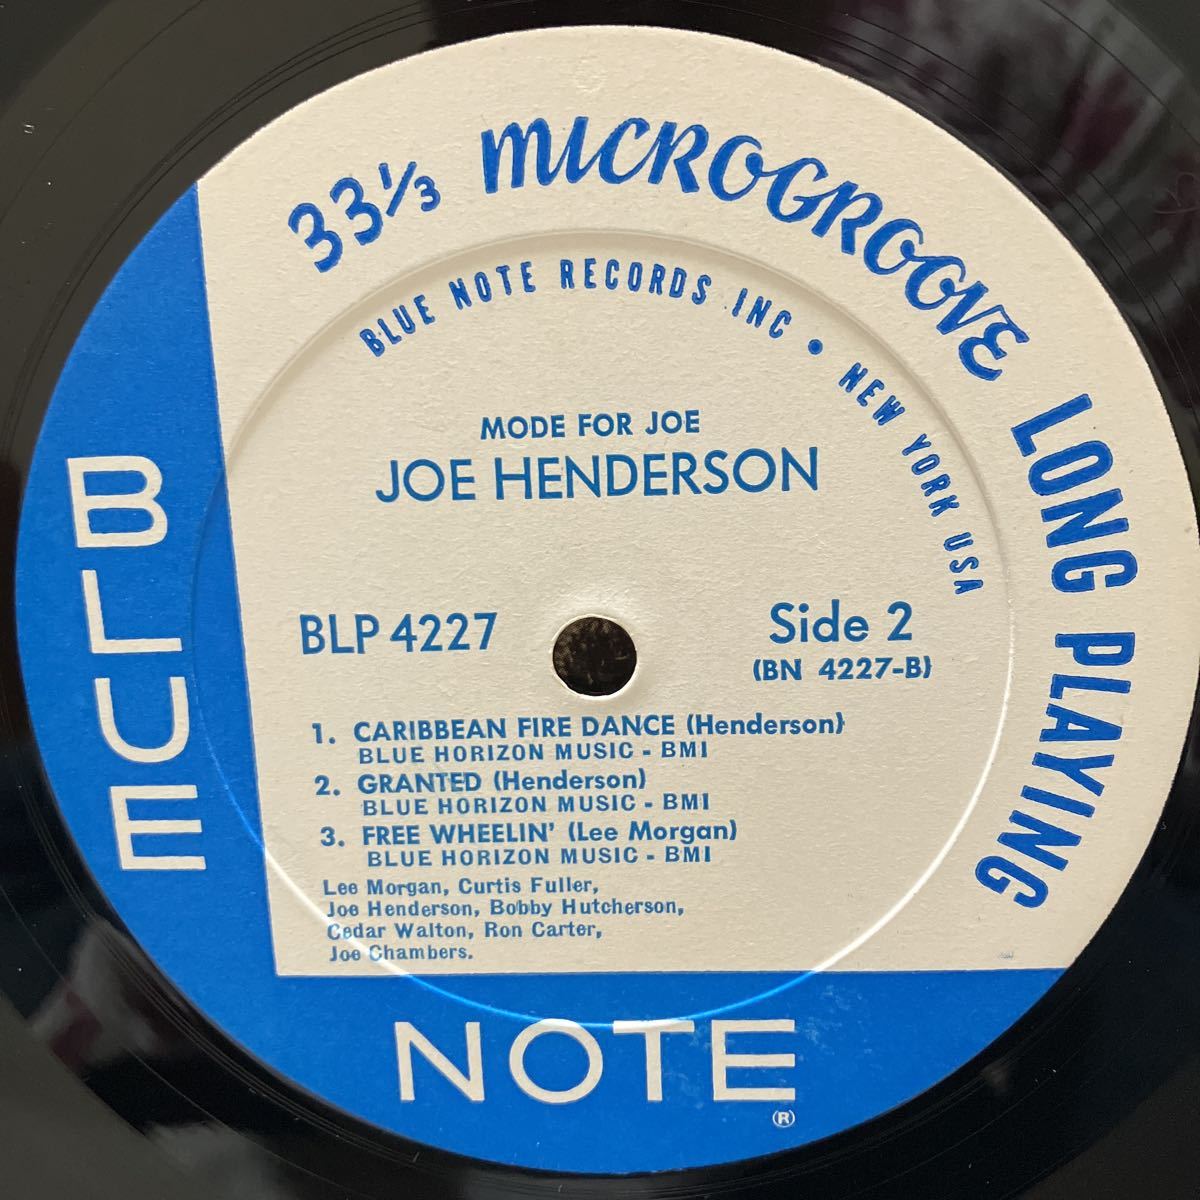 33⅓ MICROGROOVE LONG PLAYING
BLUE NOTE RECORDS INC • NEW YORK USA
MODE FOR JOE
JOE HENDERSON
BLP 4227
Side 2
(BN 4227-B)
1. CARIBBEAN FIRE DANCE (Henderson)
BLUE HORIZON MUSIC - BMI
2. GRANTED (Henderson)
BLUE HORIZON MUSIC - BMI
3. FREE WHEELIN' (Lee Morgan)
BLUE HORIZON MUSIC - BMI
Lee Morgan, Curtis Fuller,
Joe Henderson, Bobby Hutcherson,
Cedar Walton, Ron Carter,
Joe Chambers.
BLUE
NOTE
®